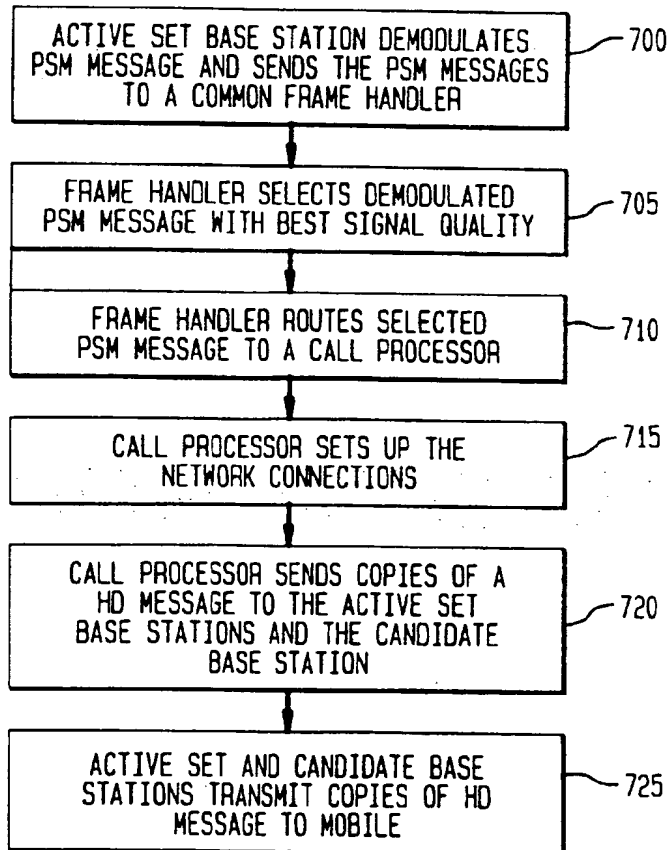 ACTIVE SET BASE STATION DEMODULATES
PSM MESSAGE AND SENDS THE PSM MESSAGES
TO A COMMON FRAME HANDLER
700
FRAME HANDLER SELECTS DEMODULATED
PSM MESSAGE WITH BEST SIGNAL QUALITY
705
FRAME HANDLER ROUTES SELECTED
PSM MESSAGE TO A CALL PROCESSOR
710
CALL PROCESSOR SETS UP THE
NETWORK CONNECTIONS
715
CALL PROCESSOR SENDS COPIES OF A
HD MESSAGE TO THE ACTIVE SET
BASE STATIONS AND THE CANDIDATE
BASE STATION
720
ACTIVE SET AND CANDIDATE BASE
STATIONS TRANSMIT COPIES OF HD
MESSAGE TO MOBILE
725